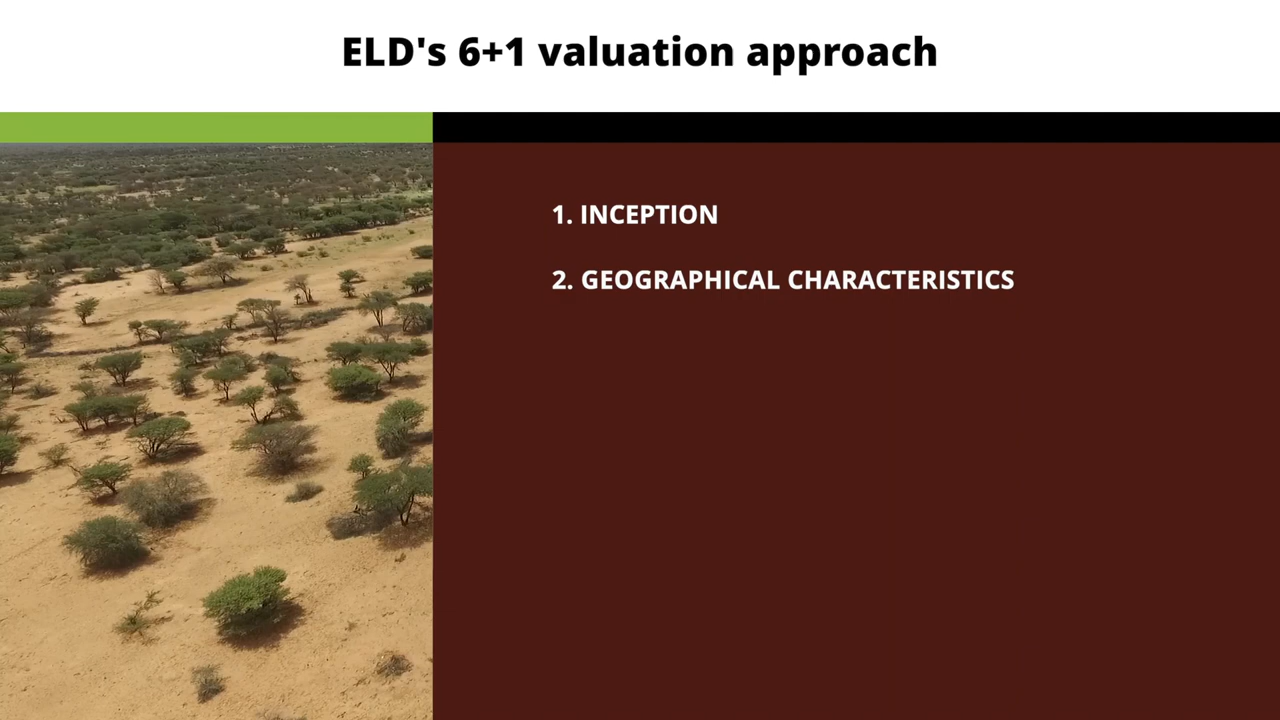 ELD's 6+1 valuation approach
1. INCEPTION
2. GEOGRAPHICAL CHARACTERISTICS